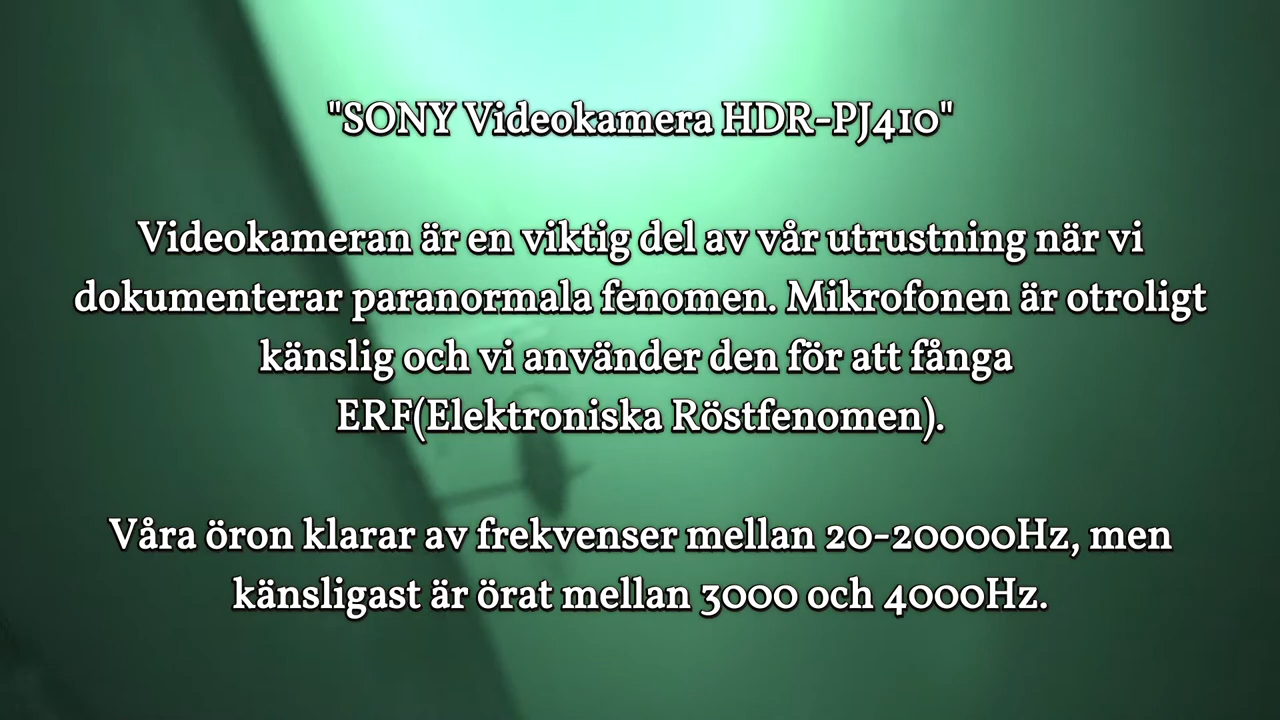 "SONY Videokamera HDR-PJ410"
Videokameran är en viktig del av vår utrustning när vi
dokumenterar paranormala fenomen. Mikrofonen är otroligt
känslig och vi använder den för att fånga
ERF(Elektroniska Röstfenomen).
Våra öron klarar av frekvenser mellan 20-20000Hz, men
känsligast är örat mellan 3000 och 4000Hz.